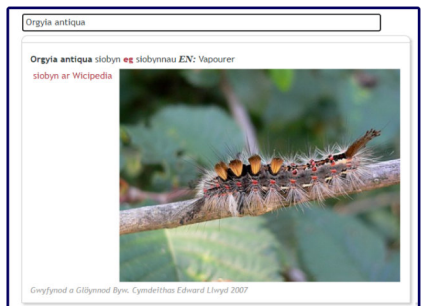 Orgyia antiqua
Orgyia antiqua siobyn eg siobynnau EN: Vapourer
siobyn ar Wicipedia
Gwyfynod a Glöynnod Byw. Cymdeithas Edward Llwyd 2007